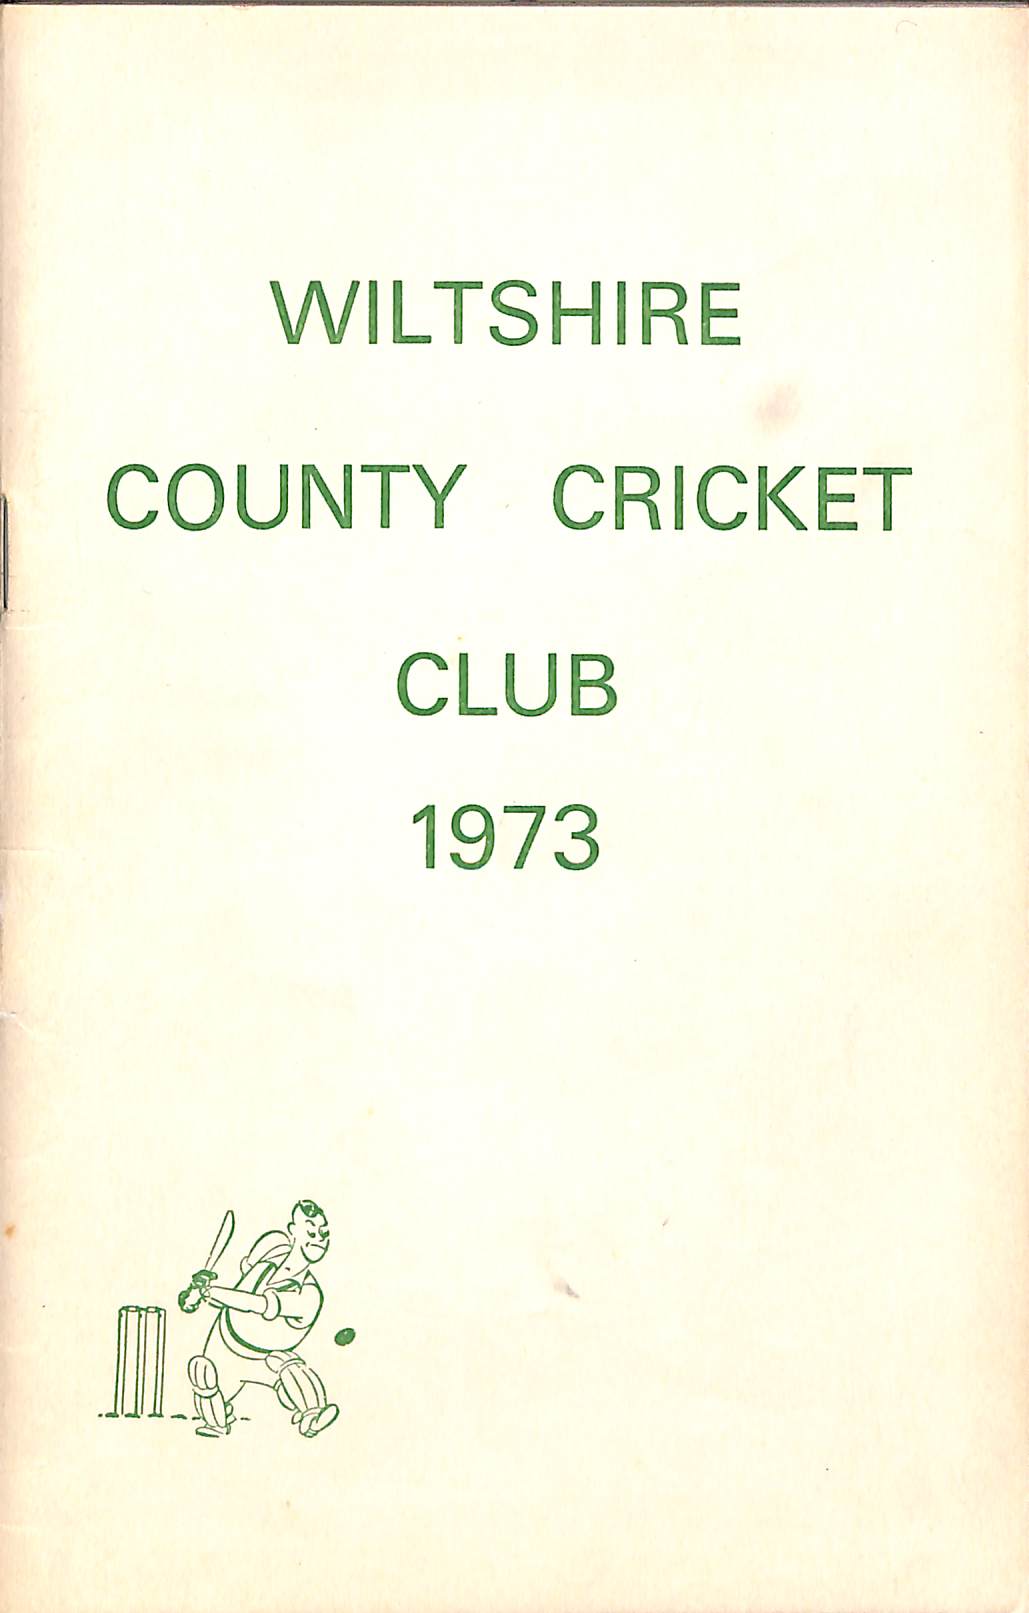 WILTSHIRE
COUNTY CRICKET
CLUB
1973